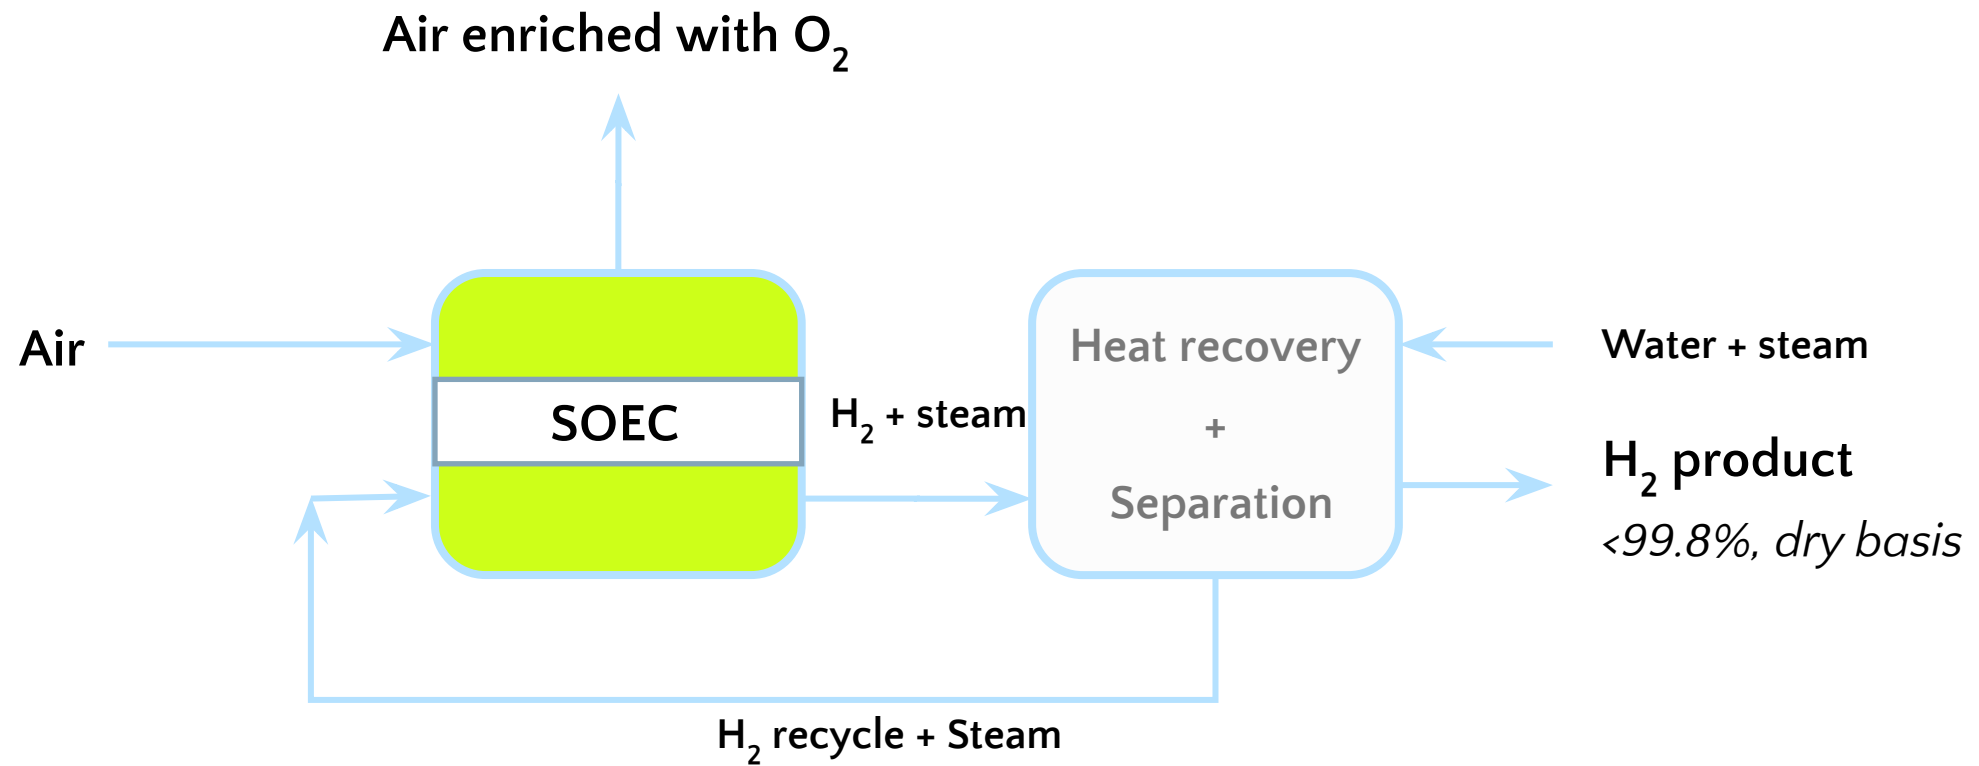 Air enriched with O₂
Air
SOEC
H₂ + steam
Heat recovery
+
Separation
Water + steam
H₂ product
<99.8%, dry basis
H₂ recycle + Steam